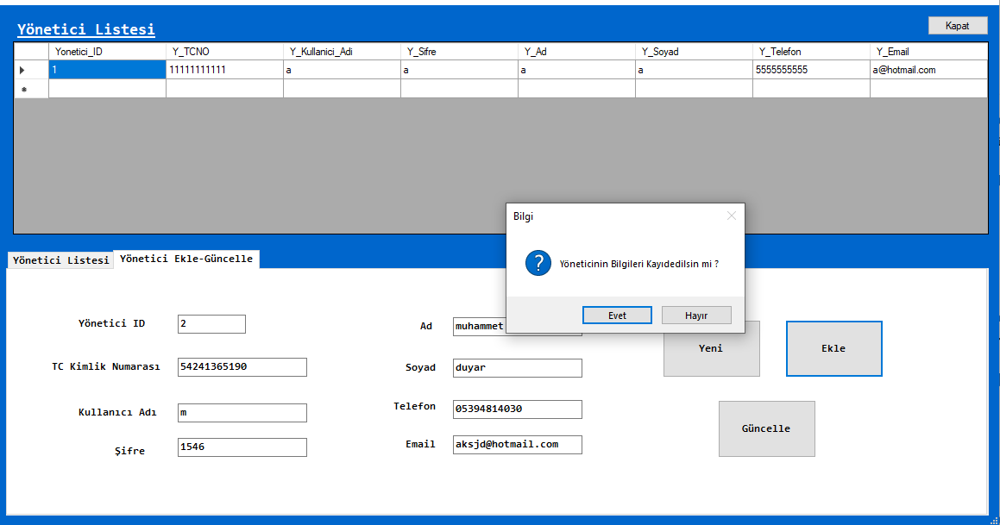 Yönetici Listesi
Kapat
Yonetici_ID Y_TCNO Y_Kullanici_Adi Y_Sifre Y_Ad Y_Soyad Y_Telefon Y_Email
1 11111111111 a a a a 5555555555 a@hotmail.com
Bilgi
Yöneticinin Bilgileri Kayıdedilsin mi ?
Evet Hayır
Yönetici Listesi Yönetici Ekle-Güncelle
Yönetici ID 2
TC Kimlik Numarası 54241365190
Kullanıcı Adı m
Şifre 1546
Ad muhammet
Soyad duyar
Telefon 05394814030
Email aksjd@hotmail.com
Yeni Ekle
Güncelle